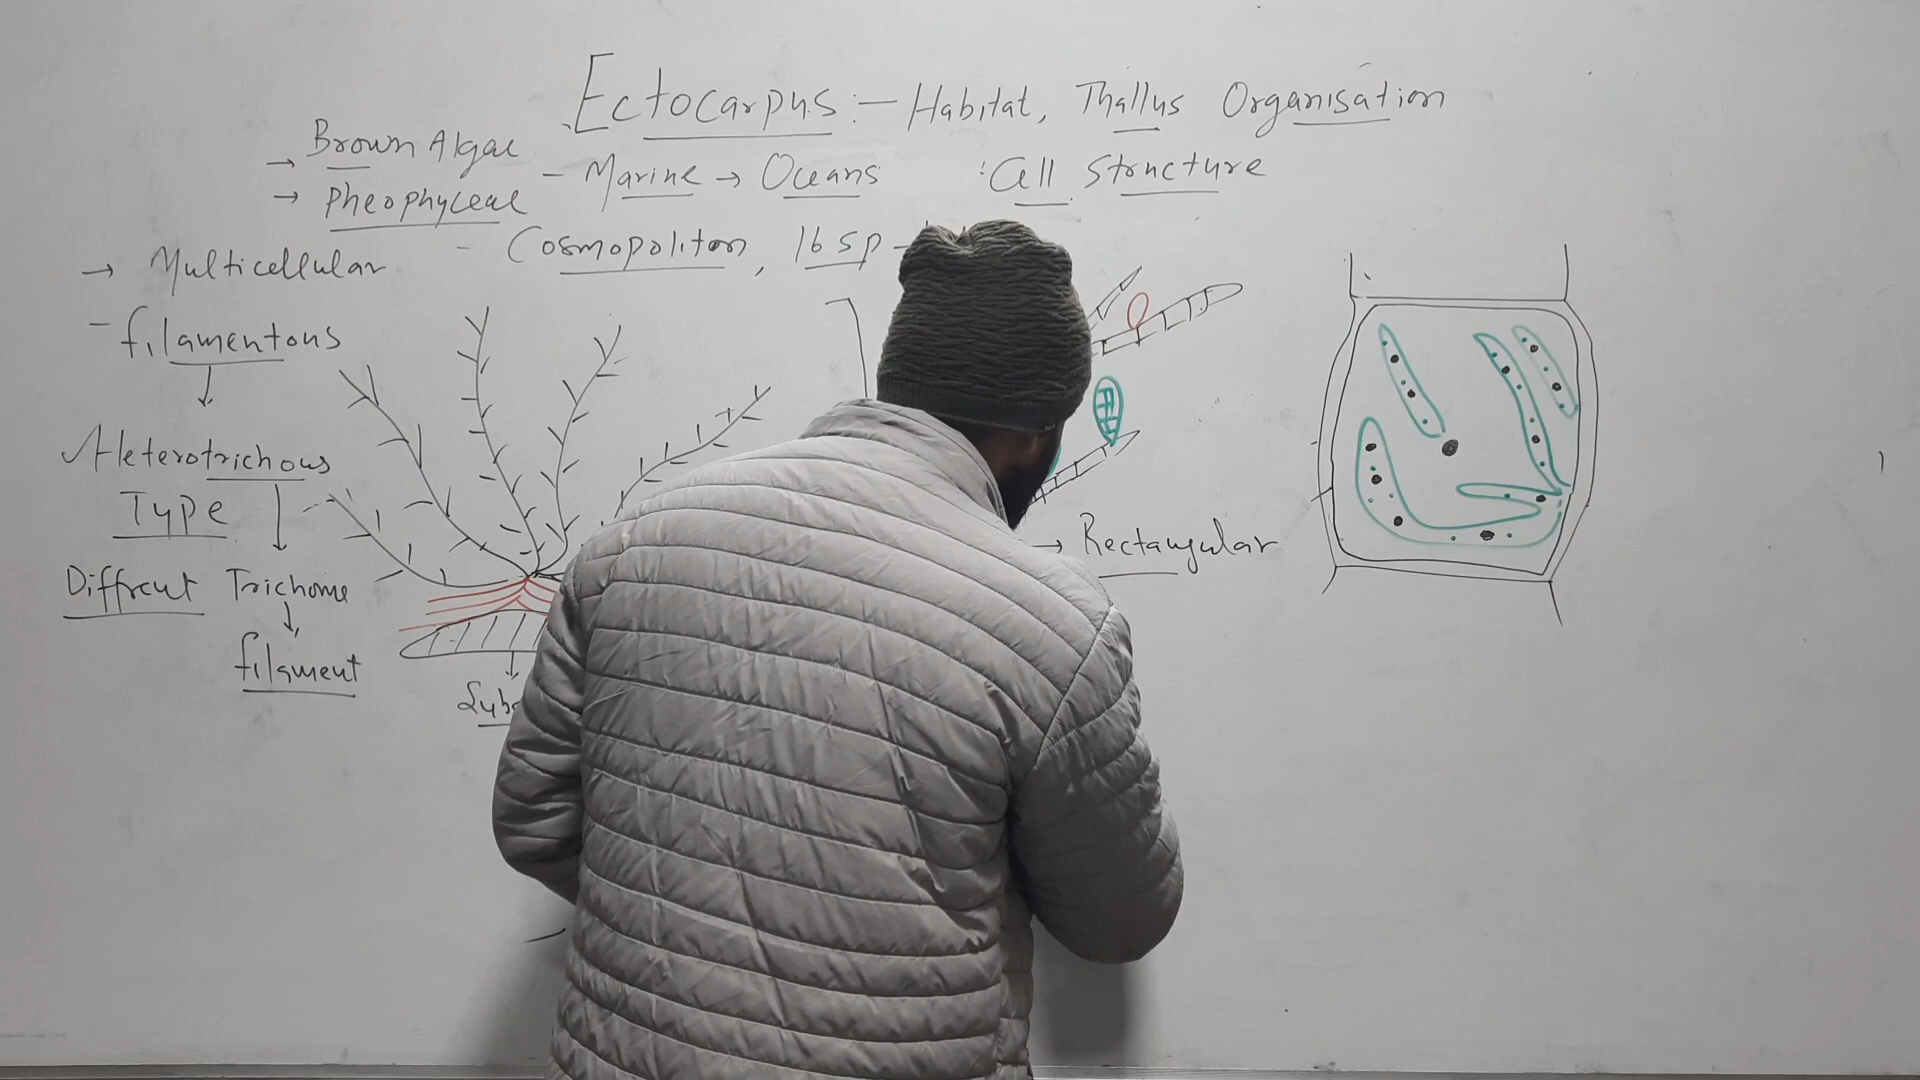 Ectocarpus :- Habitat, Thallus Organisation
Cell Structure
→ Brown Algae
→ Pheophyceae
- Marine → Oceans
- Cosmopoliton, 16 sp -
→ Multicellular
- filamentous
↓
Heterotrichous
Type
↓
Diffrent Trichome
↓
filament
→ Rectangular